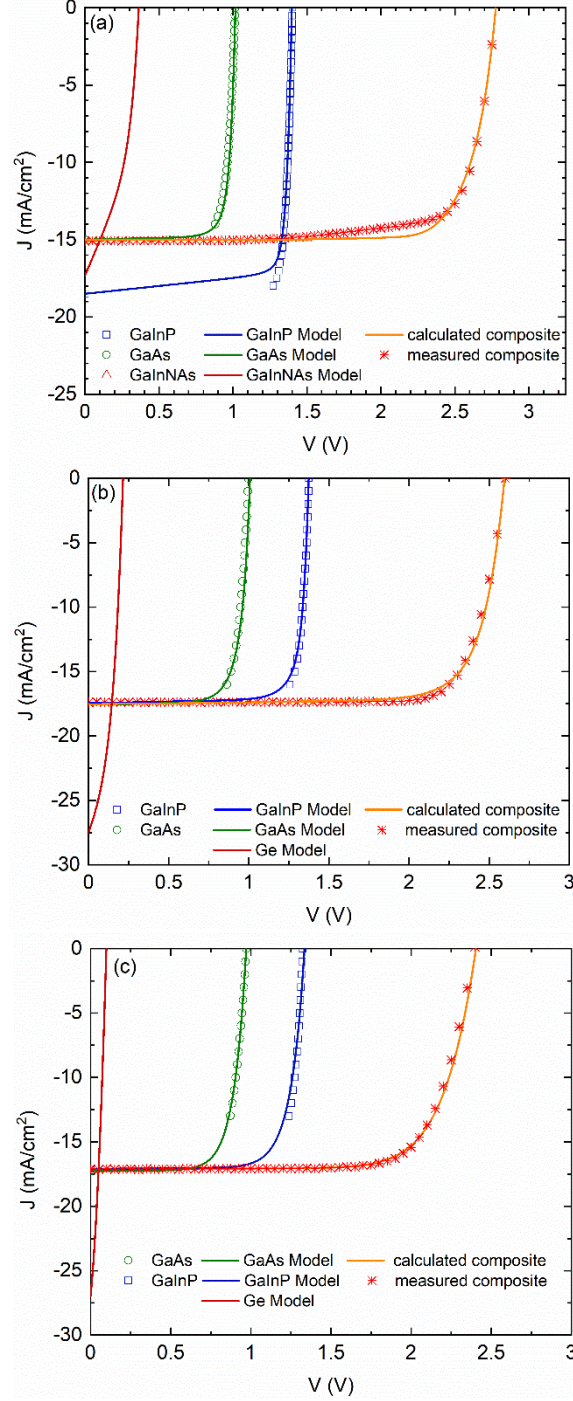 (a)
0
-5
-10
-15
-20
-25
J (mA/cm²)
GaInP GaInP Model calculated composite
GaAs GaAs Model measured composite
GaInNAs GaInNAs Model
0 0.5 1 1.5 2 2.5 3
V (V)
(b)
0
-5
-10
-15
-20
-25
-30
J (mA/cm²)
GaInP GaInP Model calculated composite
GaAs GaAs Model measured composite
Ge Model
0 0.5 1 1.5 2 2.5 3
V (V)
(c)
0
-5
-10
-15
-20
-25
-30
J (mA/cm²)
GaAs GaAs Model calculated composite
GaInP GaInP Model measured composite
Ge Model
0 0.5 1 1.5 2 2.5 3
V (V)